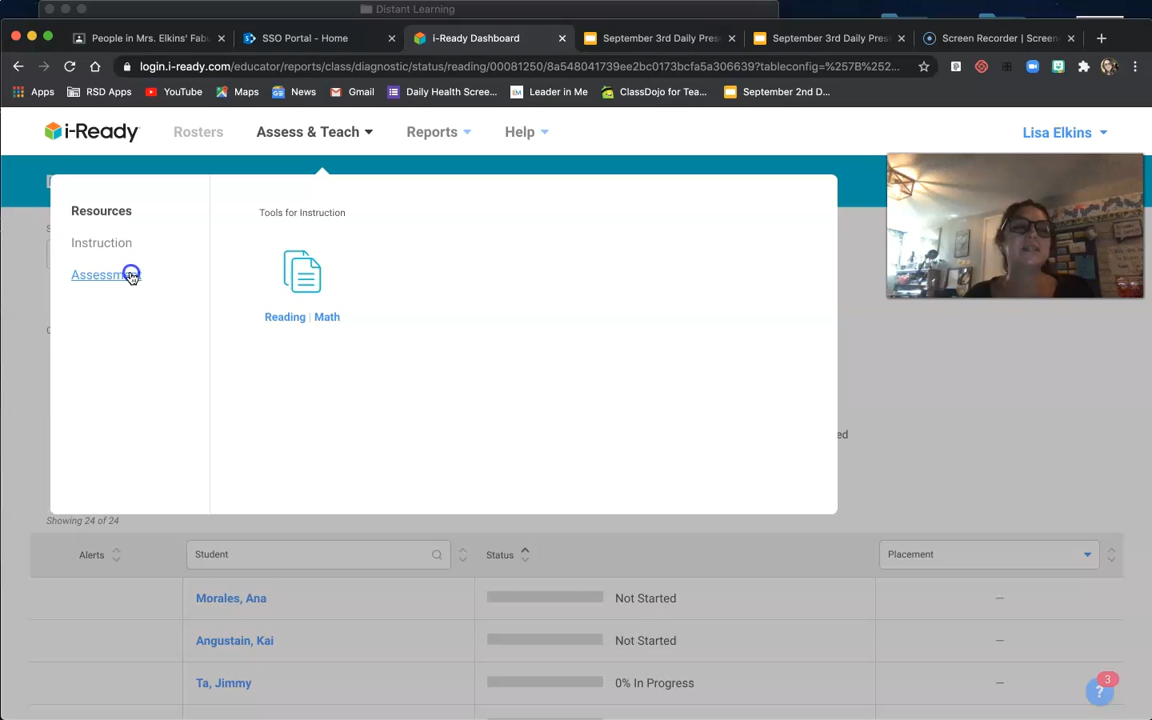 Distant Learning
People in Mrs. Elkins' Fab
SSO Portal - Home
i-Ready Dashboard
September 3rd Daily Pres
September 3rd Daily Pres
Screen Recorder | Screen
login.i-ready.com/educator/reports/class/diagnostic/status/reading/00081250/8a548041739ee2bc0173bcfa5a306639?tableconfig=%257B%252...
Apps RSD Apps YouTube Maps News Gmail Daily Health Scree... Leader in Me ClassDojo for Tea... September 2nd D...
i-Ready Rosters Assess & Teach Reports Help Lisa Elkins
Resources
Tools for Instruction
Instruction
Reading | Math
Showing 24 of 24
Alerts Student Status Placement
Morales, Ana Not Started —
Angustain, Kai Not Started —
Ta, Jimmy 0% In Progress —
? 3